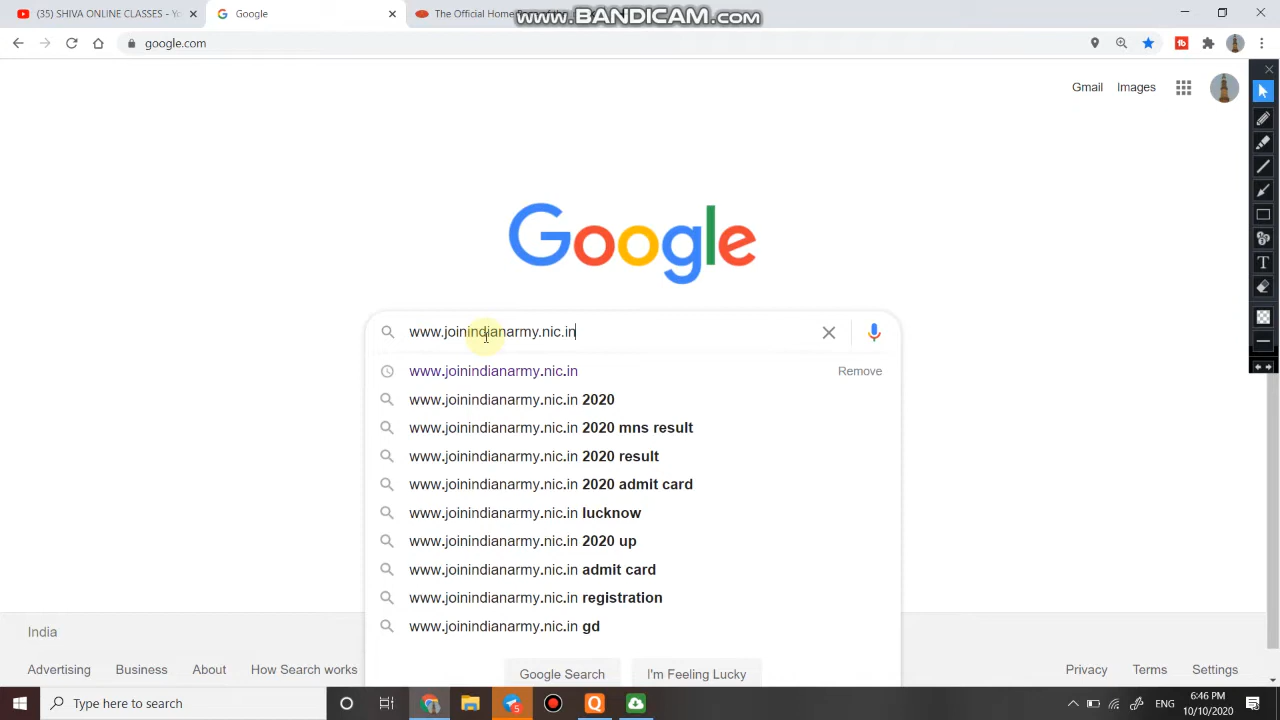 (35) SHIVA ONLINE CLASSES - Yo
Google
The Official Home
www.BANDICAM.com
google.com
Gmail
Images
Google
www.joinindianarmy.nic.in
www.joinindianarmy.nic.in
Remove
www.joinindianarmy.nic.in 2020
www.joinindianarmy.nic.in 2020 mns result
www.joinindianarmy.nic.in 2020 result
www.joinindianarmy.nic.in 2020 admit card
www.joinindianarmy.nic.in lucknow
www.joinindianarmy.nic.in 2020 up
www.joinindianarmy.nic.in admit card
www.joinindianarmy.nic.in registration
www.joinindianarmy.nic.in gd
India
Google Search
I'm Feeling Lucky
Advertising
Business
About
How Search works
Privacy
Terms
Settings
Type here to search
ENG
6:46 PM
10/10/2020